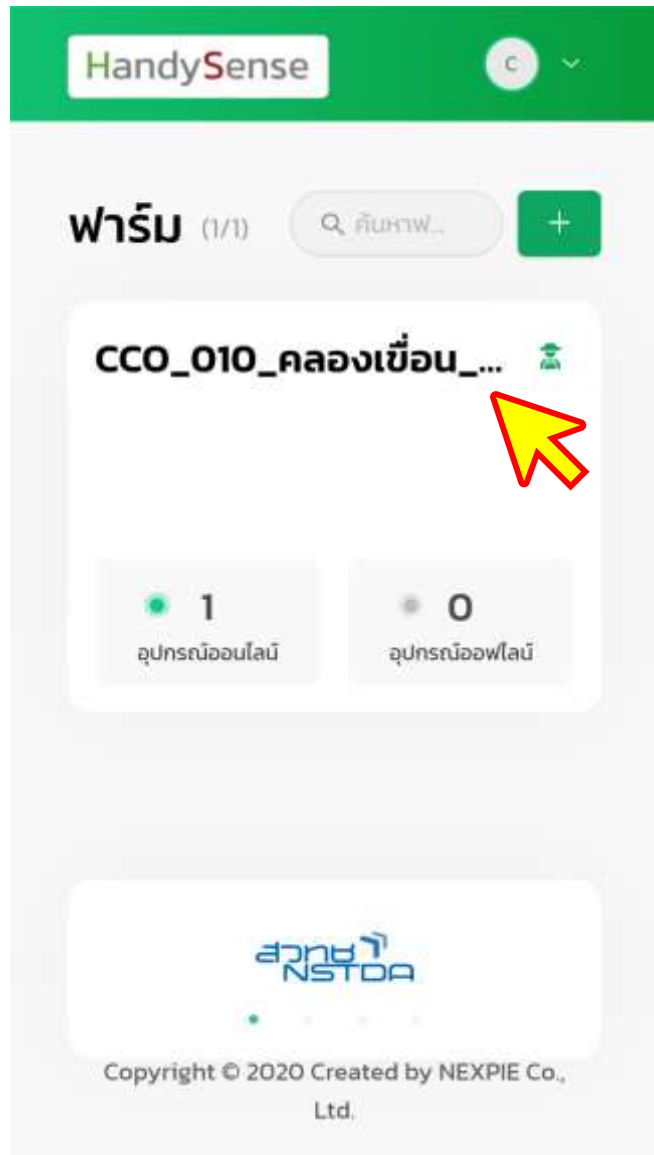 HandySense
C
ฟาร์ม (1/1)
ค้นหาฟ...
+
CCO_010_คลองเขื่อน_...
1
อุปกรณ์ออนไลน์
0
อุปกรณ์ออฟไลน์
สวทช
NSTDA
Copyright © 2020 Created by NEXPIE Co.,
Ltd.